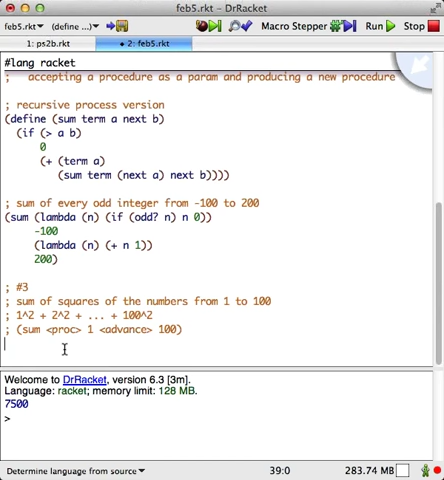 feb5.rkt - DrRacket
feb5.rkt▾ (define ...)▾ Macro Stepper Run Stop
1: ps2b.rkt ♦ 2: feb5.rkt
#lang racket
; accepting a procedure as a param and producing a new procedure
; recursive process version
(define (sum term a next b)
(if (> a b)
0
(+ (term a)
(sum term (next a) next b))))
; sum of every odd integer from -100 to 200
(sum (lambda (n) (if (odd? n) n 0))
-100
(lambda (n) (+ n 1))
200)
; #3
; sum of squares of the numbers from 1 to 100
; 1^2 + 2^2 + ... + 100^2
; (sum <proc> 1 <advance> 100)
Welcome to DrRacket, version 6.3 [3m].
Language: racket; memory limit: 128 MB.
7500
>
Determine language from source▾ 39:0 283.74 MB